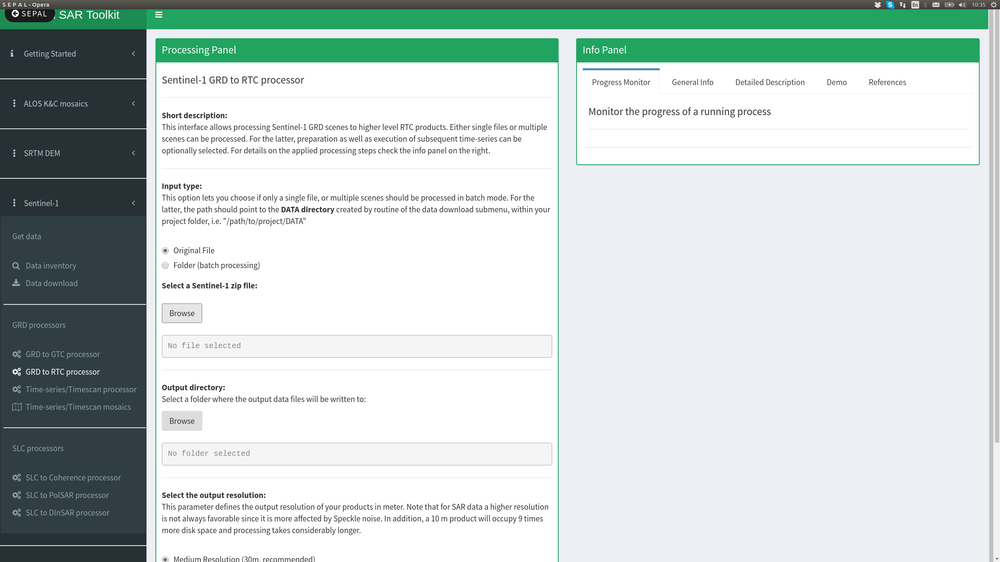 S E P A L - Opera
En
10:35
SEPAL
SAR Toolkit
Getting Started
ALOS K&C mosaics
SRTM DEM
Sentinel-1
Get data
Data inventory
Data download
GRD processors
GRD to GTC processor
GRD to RTC processor
Time-series/Timescan processor
Time-series/Timescan mosaics
SLC processors
SLC to Coherence processor
SLC to PolSAR processor
SLC to DInSAR processor
Processing Panel
Sentinel-1 GRD to RTC processor
Short description:
This interface allows processing Sentinel-1 GRD scenes to higher level RTC products. Either single files or multiple
scenes can be processed. For the latter, preparation as well as execution of subsequent time-series can be
optionally selected. For details on the applied processing steps check the info panel on the right.
Input type:
This option lets you choose if only a single file, or multiple scenes should be processed in batch mode. For the
latter, the path should point to the DATA directory created by routine of the data download submenu, within your
project folder, i.e. "/path/to/project/DATA"
Original File
Folder (batch processing)
Select a Sentinel-1 zip file:
Browse
No file selected
Output directory:
Select a folder where the output data files will be written to:
Browse
No folder selected
Select the output resolution:
This parameter defines the output resolution of your products in meter. Note that for SAR data a higher resolution
is not always favorable since it is more affected by Speckle noise. In addition, a 10 m product will occupy 9 times
more disk space and processing takes considerably longer.
Medium Resolution (30m, recommended)
Info Panel
Progress Monitor
General Info
Detailed Description
Demo
References
Monitor the progress of a running process